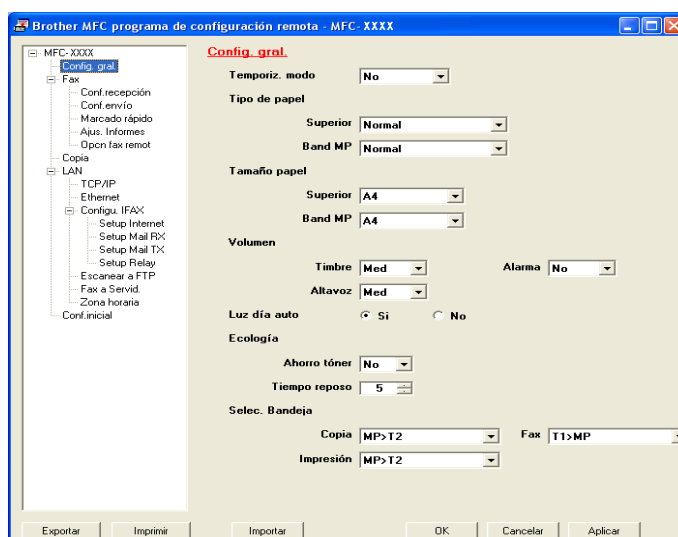 Brother MFC programa de configuración remota - MFC-XXXX
MFC-XXXX
Config. gral.
Fax
Conf.recepción
Conf.envío
Marcado rápido
Ajus. Informes
Opcn fax remot
Copia
LAN
TCP/IP
Ethernet
Configu. IFAX
Setup Internet
Setup Mail RX
Setup Mail TX
Setup Relay
Escanear a FTP
Fax a Servid.
Zona horaria
Conf.inicial
Config. gral.
Temporiz. modo No
Tipo de papel
Superior Normal
Band MP Normal
Tamaño papel
Superior A4
Band MP A4
Volumen
Timbre Med Alarma No
Altavoz Med
Luz día auto Si No
Ecología
Ahorro tóner No
Tiempo reposo 5
Selec. Bandeja
Copia MP>T2 Fax T1>MP
Impresión MP>T2
Exportar Imprimir Importar OK Cancelar Aplicar